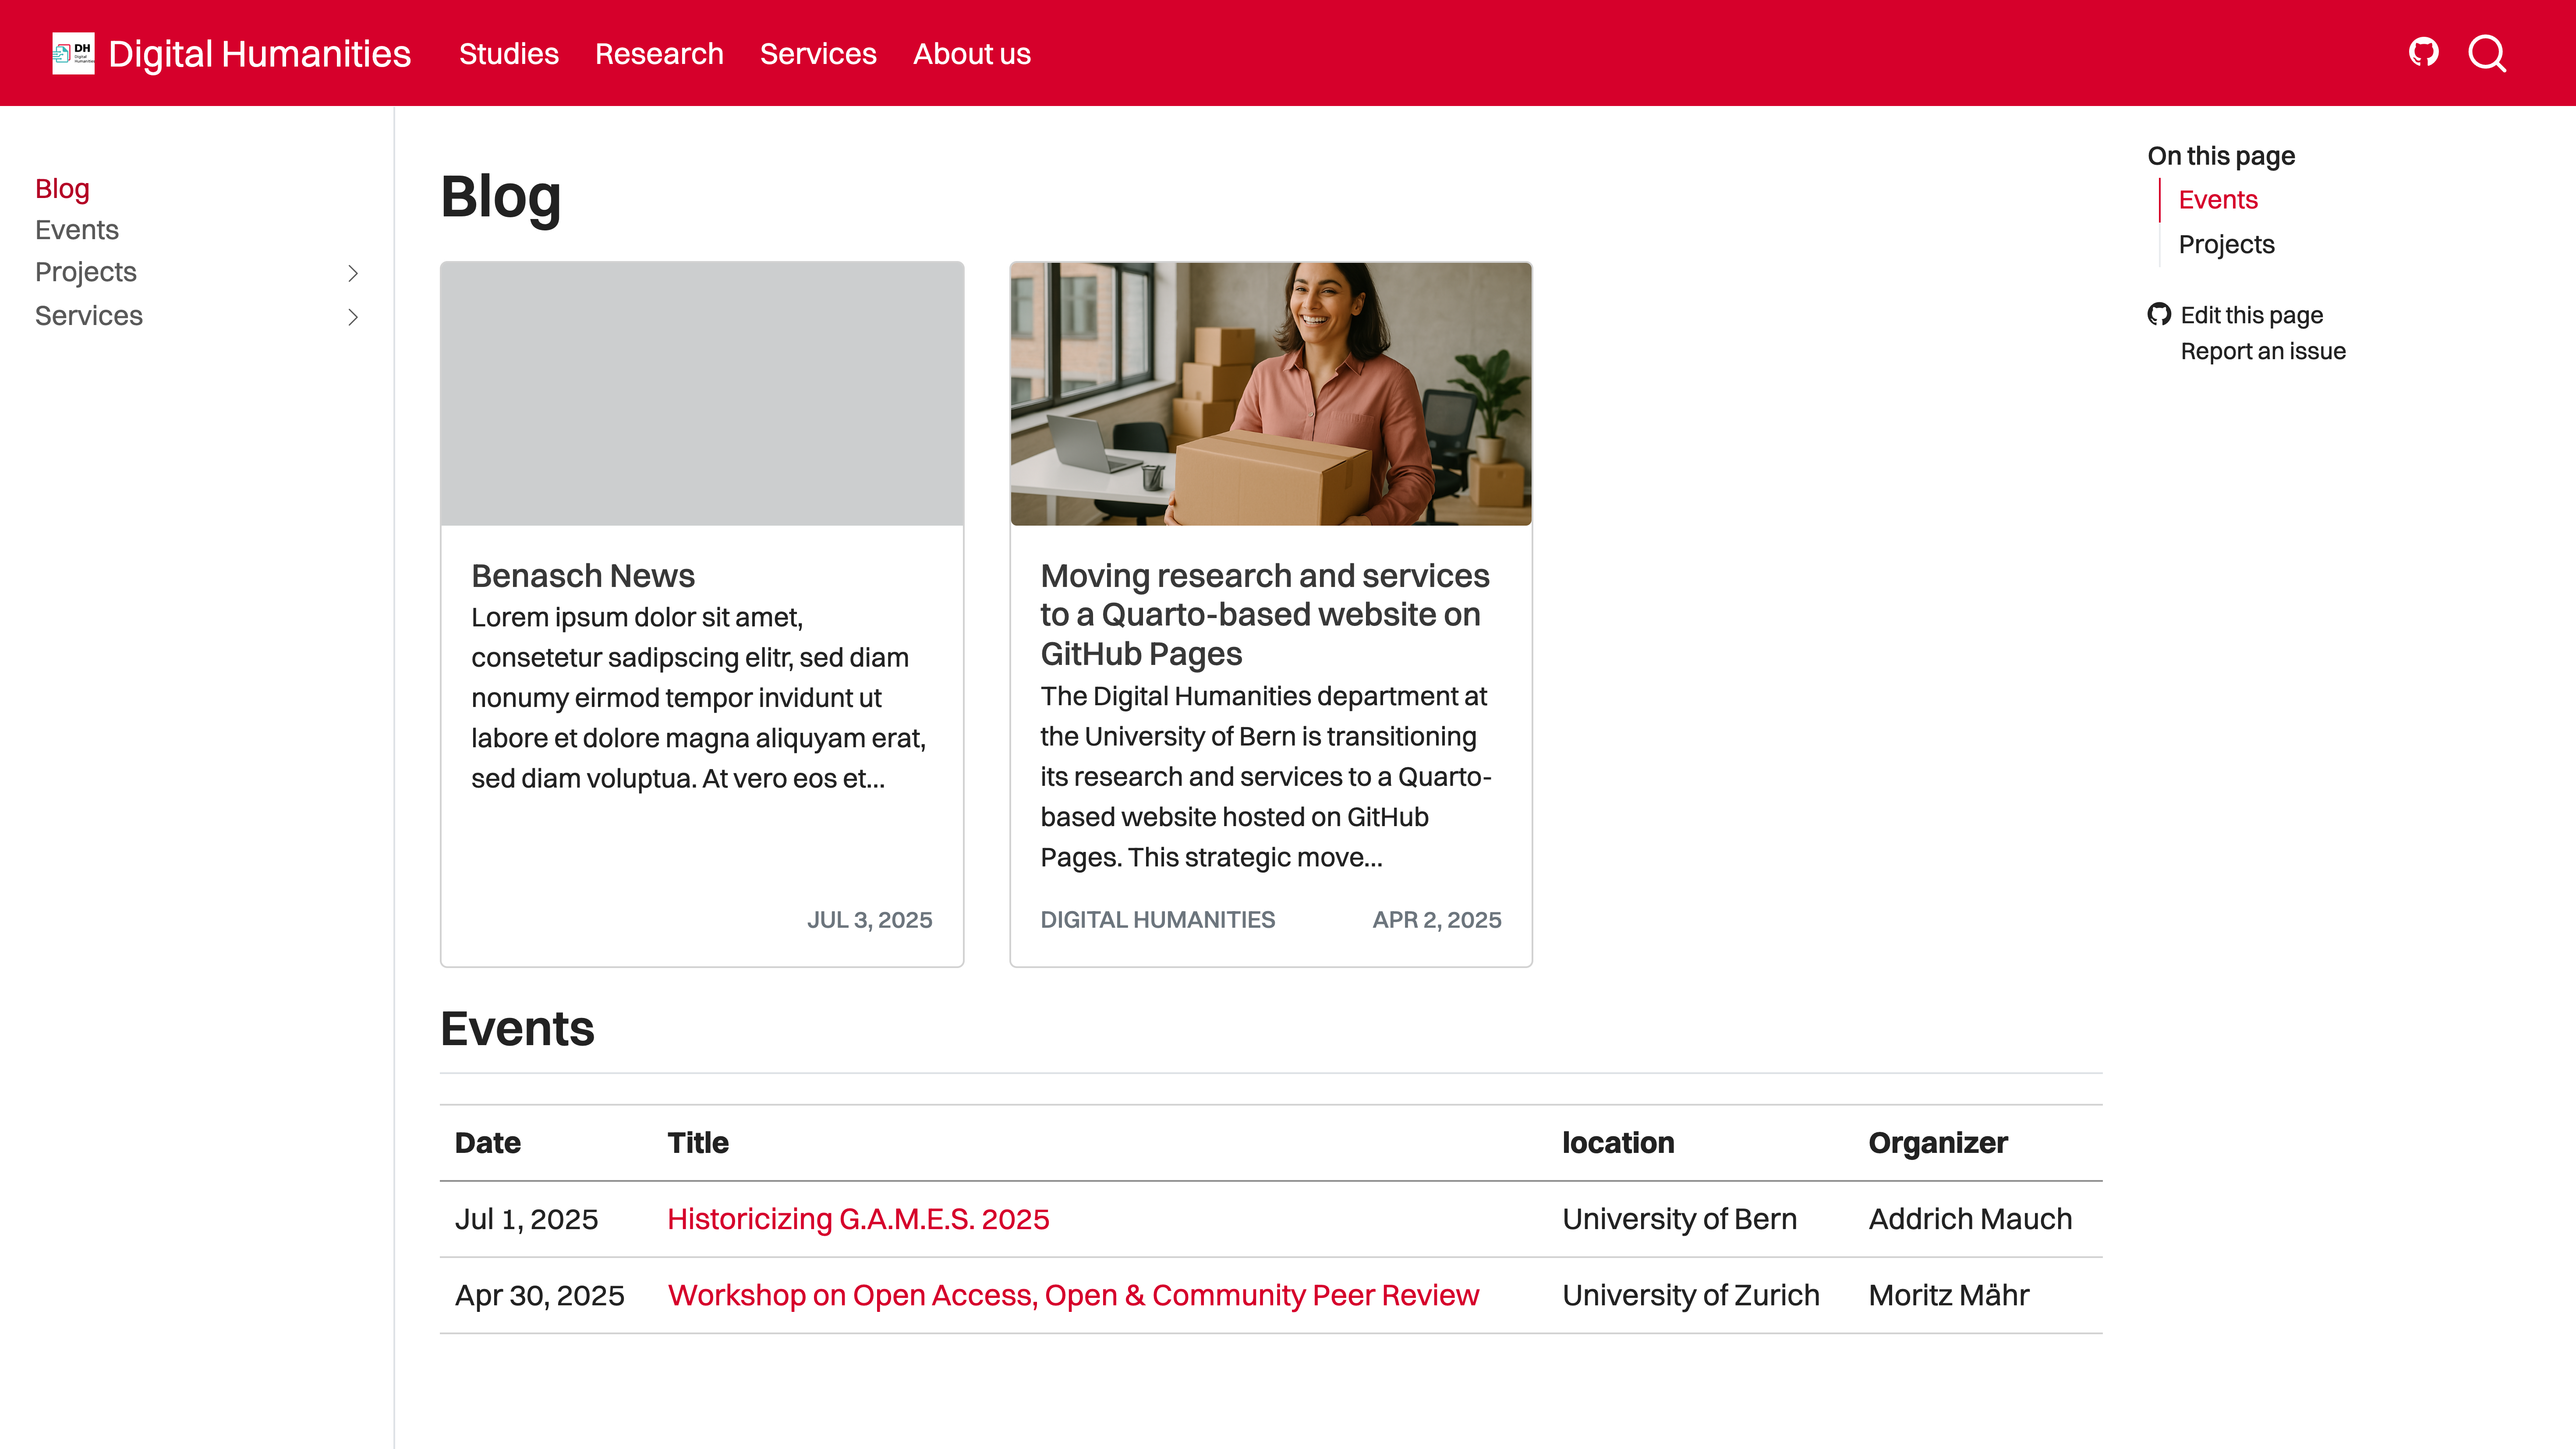 DH
Digital
Humanities
Digital Humanities
Studies
Research
Services
About us
Blog
Events
Projects
Services
Blog
Benasch News
Lorem ipsum dolor sit amet,
consetetur sadipscing elitr, sed diam
nonumy eirmod tempor invidunt ut
labore et dolore magna aliquyam erat,
sed diam voluptua. At vero eos et...
JUL 3, 2025
Moving research and services
to a Quarto-based website on
GitHub Pages
The Digital Humanities department at
the University of Bern is transitioning
its research and services to a Quarto-
based website hosted on GitHub
Pages. This strategic move...
DIGITAL HUMANITIES APR 2, 2025
Events
Date Title location Organizer
Jul 1, 2025 Historicizing G.A.M.E.S. 2025 University of Bern Addrich Mauch
Apr 30, 2025 Workshop on Open Access, Open & Community Peer Review University of Zurich Moritz Mähr
On this page
Events
Projects
Edit this page
Report an issue